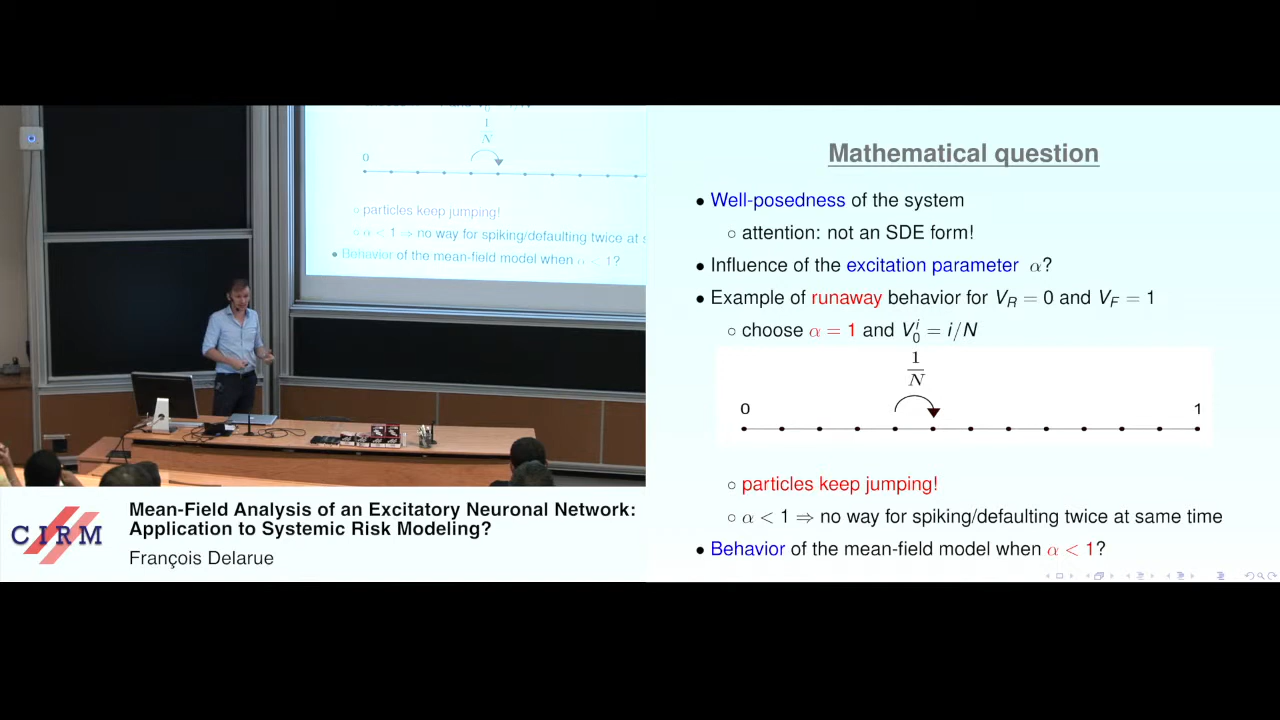 1
N
0
particles keep jumping!
α < 1 ⇒ no way for spiking/defaulting twice at s
Behavior of the mean-field model when α < 1?
CIRM
Mean-Field Analysis of an Excitatory Neuronal Network:
Application to Systemic Risk Modeling?
François Delarue
Mathematical question
• Well-posedness of the system
○ attention: not an SDE form!
• Influence of the excitation parameter α?
• Example of runaway behavior for V_R = 0 and V_F = 1
○ choose α = 1 and V_0^i = i/N
1
N
0 1
○ particles keep jumping!
○ α < 1 ⇒ no way for spiking/defaulting twice at same time
• Behavior of the mean-field model when α < 1?